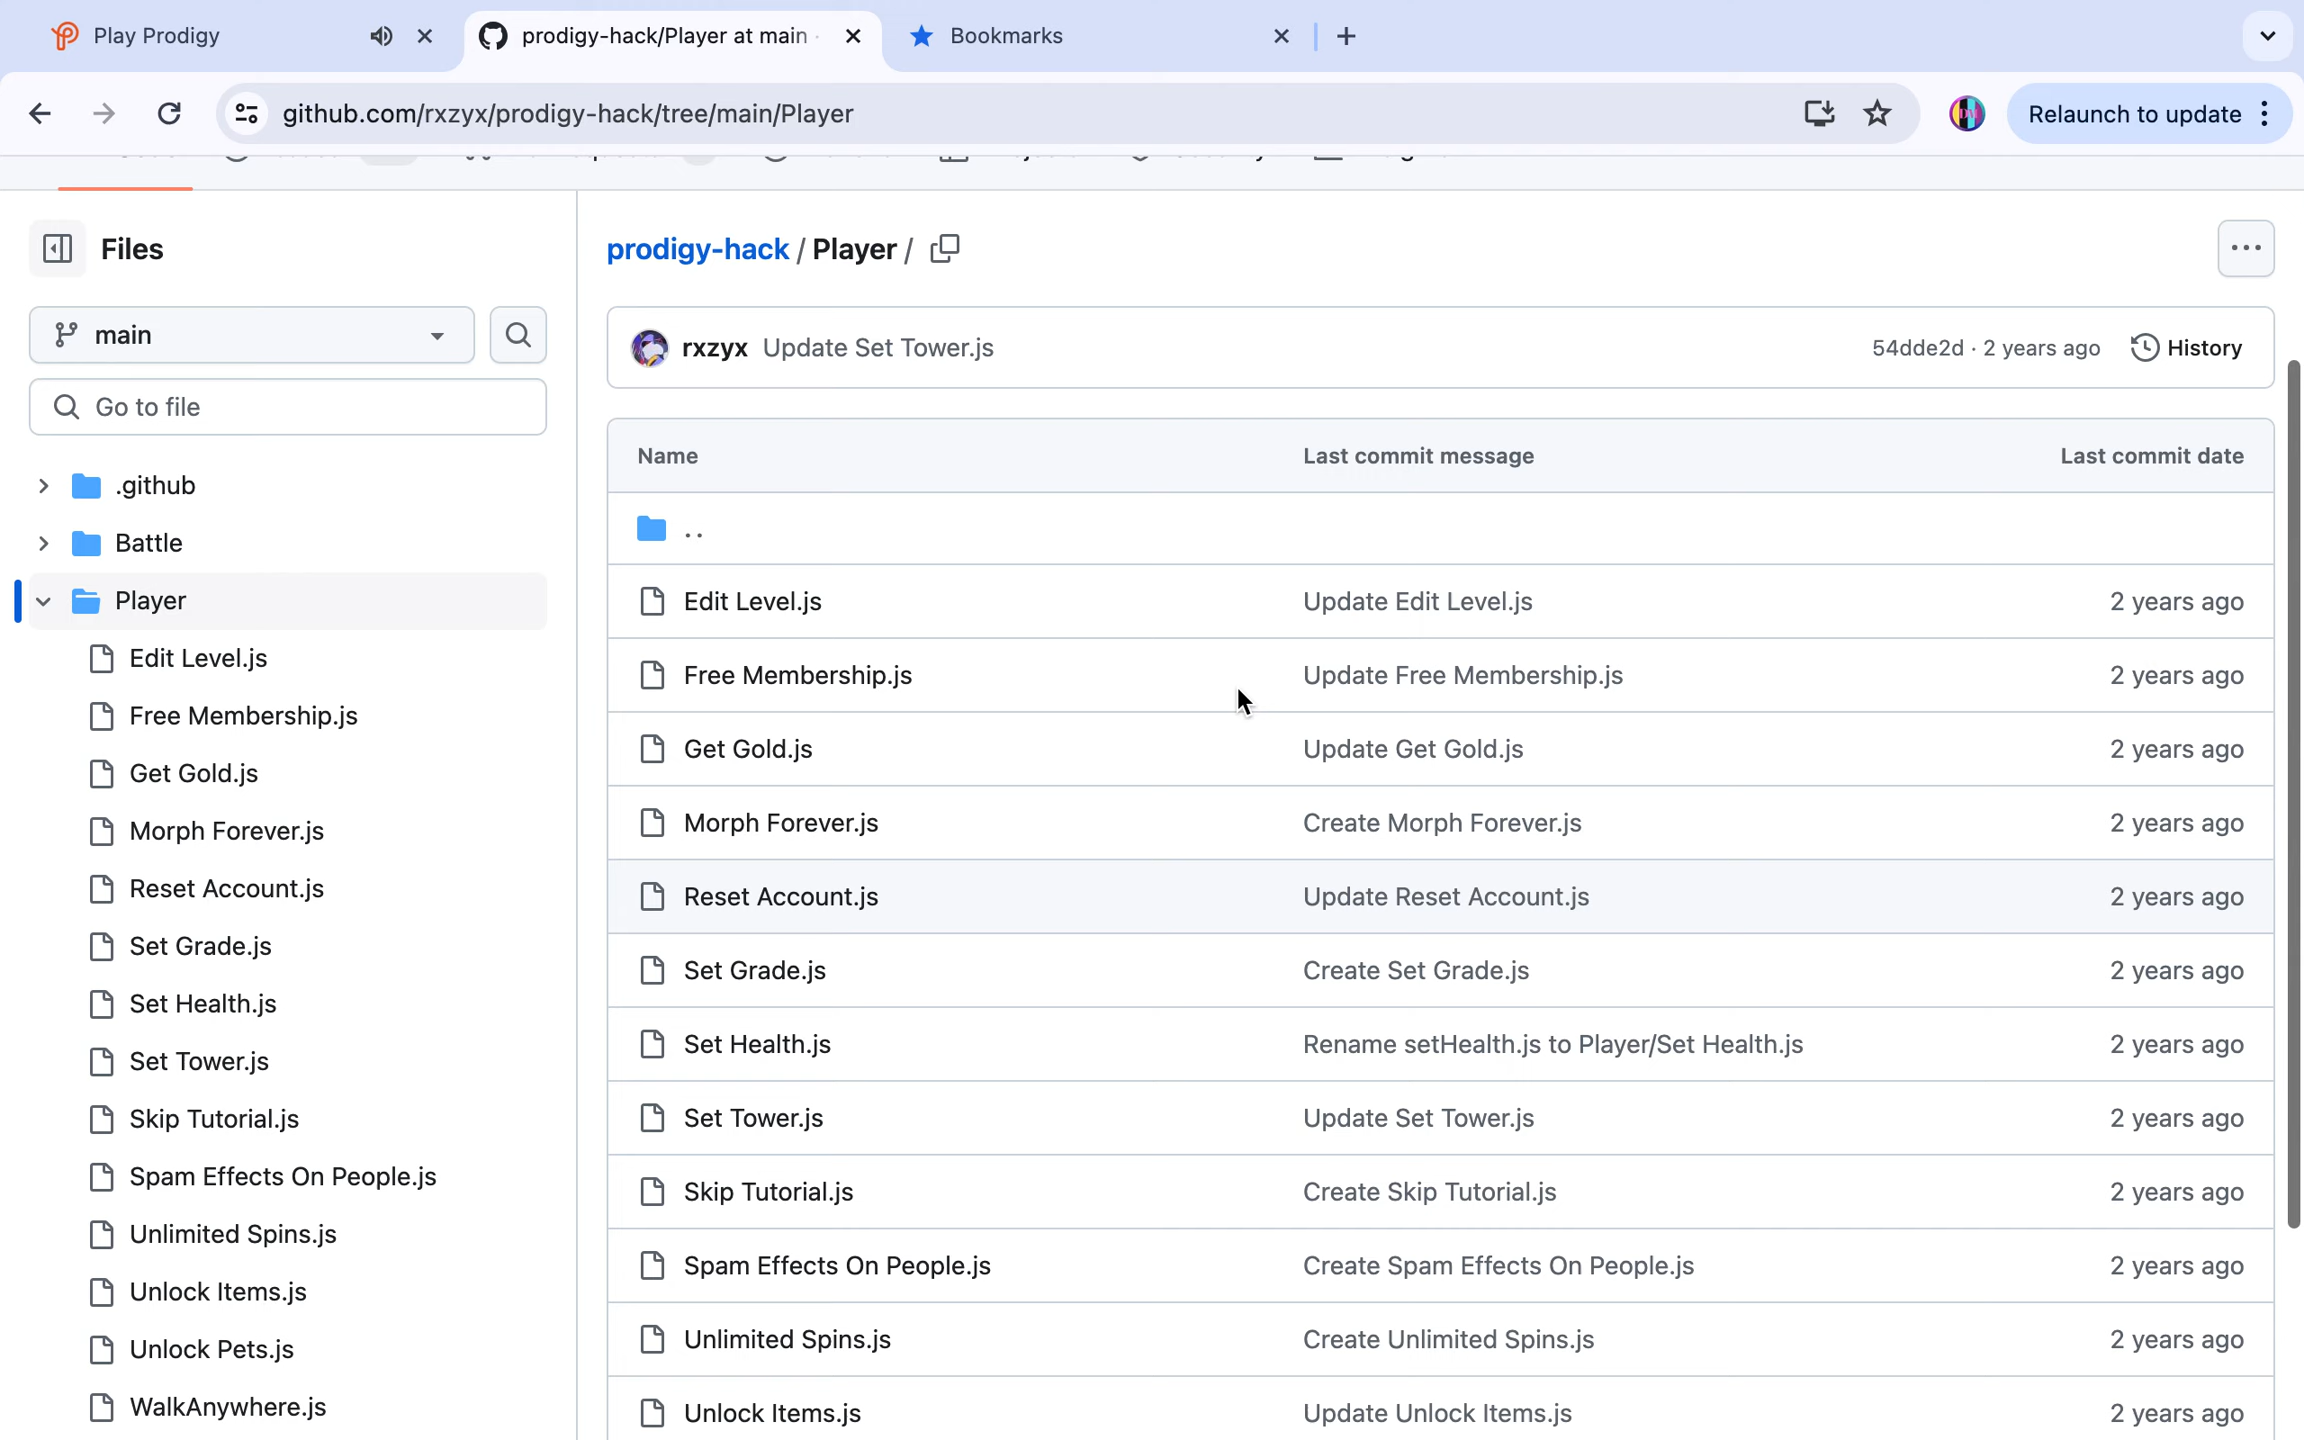 Play Prodigy
prodigy-hack/Player at main
Bookmarks
github.com/rxzyx/prodigy-hack/tree/main/Player
Relaunch to update
Files
prodigy-hack / Player /
main
rxzyx Update Set Tower.js
54dde2d · 2 years ago
History
Go to file
Name Last commit message Last commit date
.github
Battle
Player
Edit Level.js
Free Membership.js
Get Gold.js
Morph Forever.js
Reset Account.js
Set Grade.js
Set Health.js
Set Tower.js
Skip Tutorial.js
Spam Effects On People.js
Unlimited Spins.js
Unlock Items.js
Unlock Pets.js
WalkAnywhere.js
..
Edit Level.js Update Edit Level.js 2 years ago
Free Membership.js Update Free Membership.js 2 years ago
Get Gold.js Update Get Gold.js 2 years ago
Morph Forever.js Create Morph Forever.js 2 years ago
Reset Account.js Update Reset Account.js 2 years ago
Set Grade.js Create Set Grade.js 2 years ago
Set Health.js Rename setHealth.js to Player/Set Health.js 2 years ago
Set Tower.js Update Set Tower.js 2 years ago
Skip Tutorial.js Create Skip Tutorial.js 2 years ago
Spam Effects On People.js Create Spam Effects On People.js 2 years ago
Unlimited Spins.js Create Unlimited Spins.js 2 years ago
Unlock Items.js Update Unlock Items.js 2 years ago